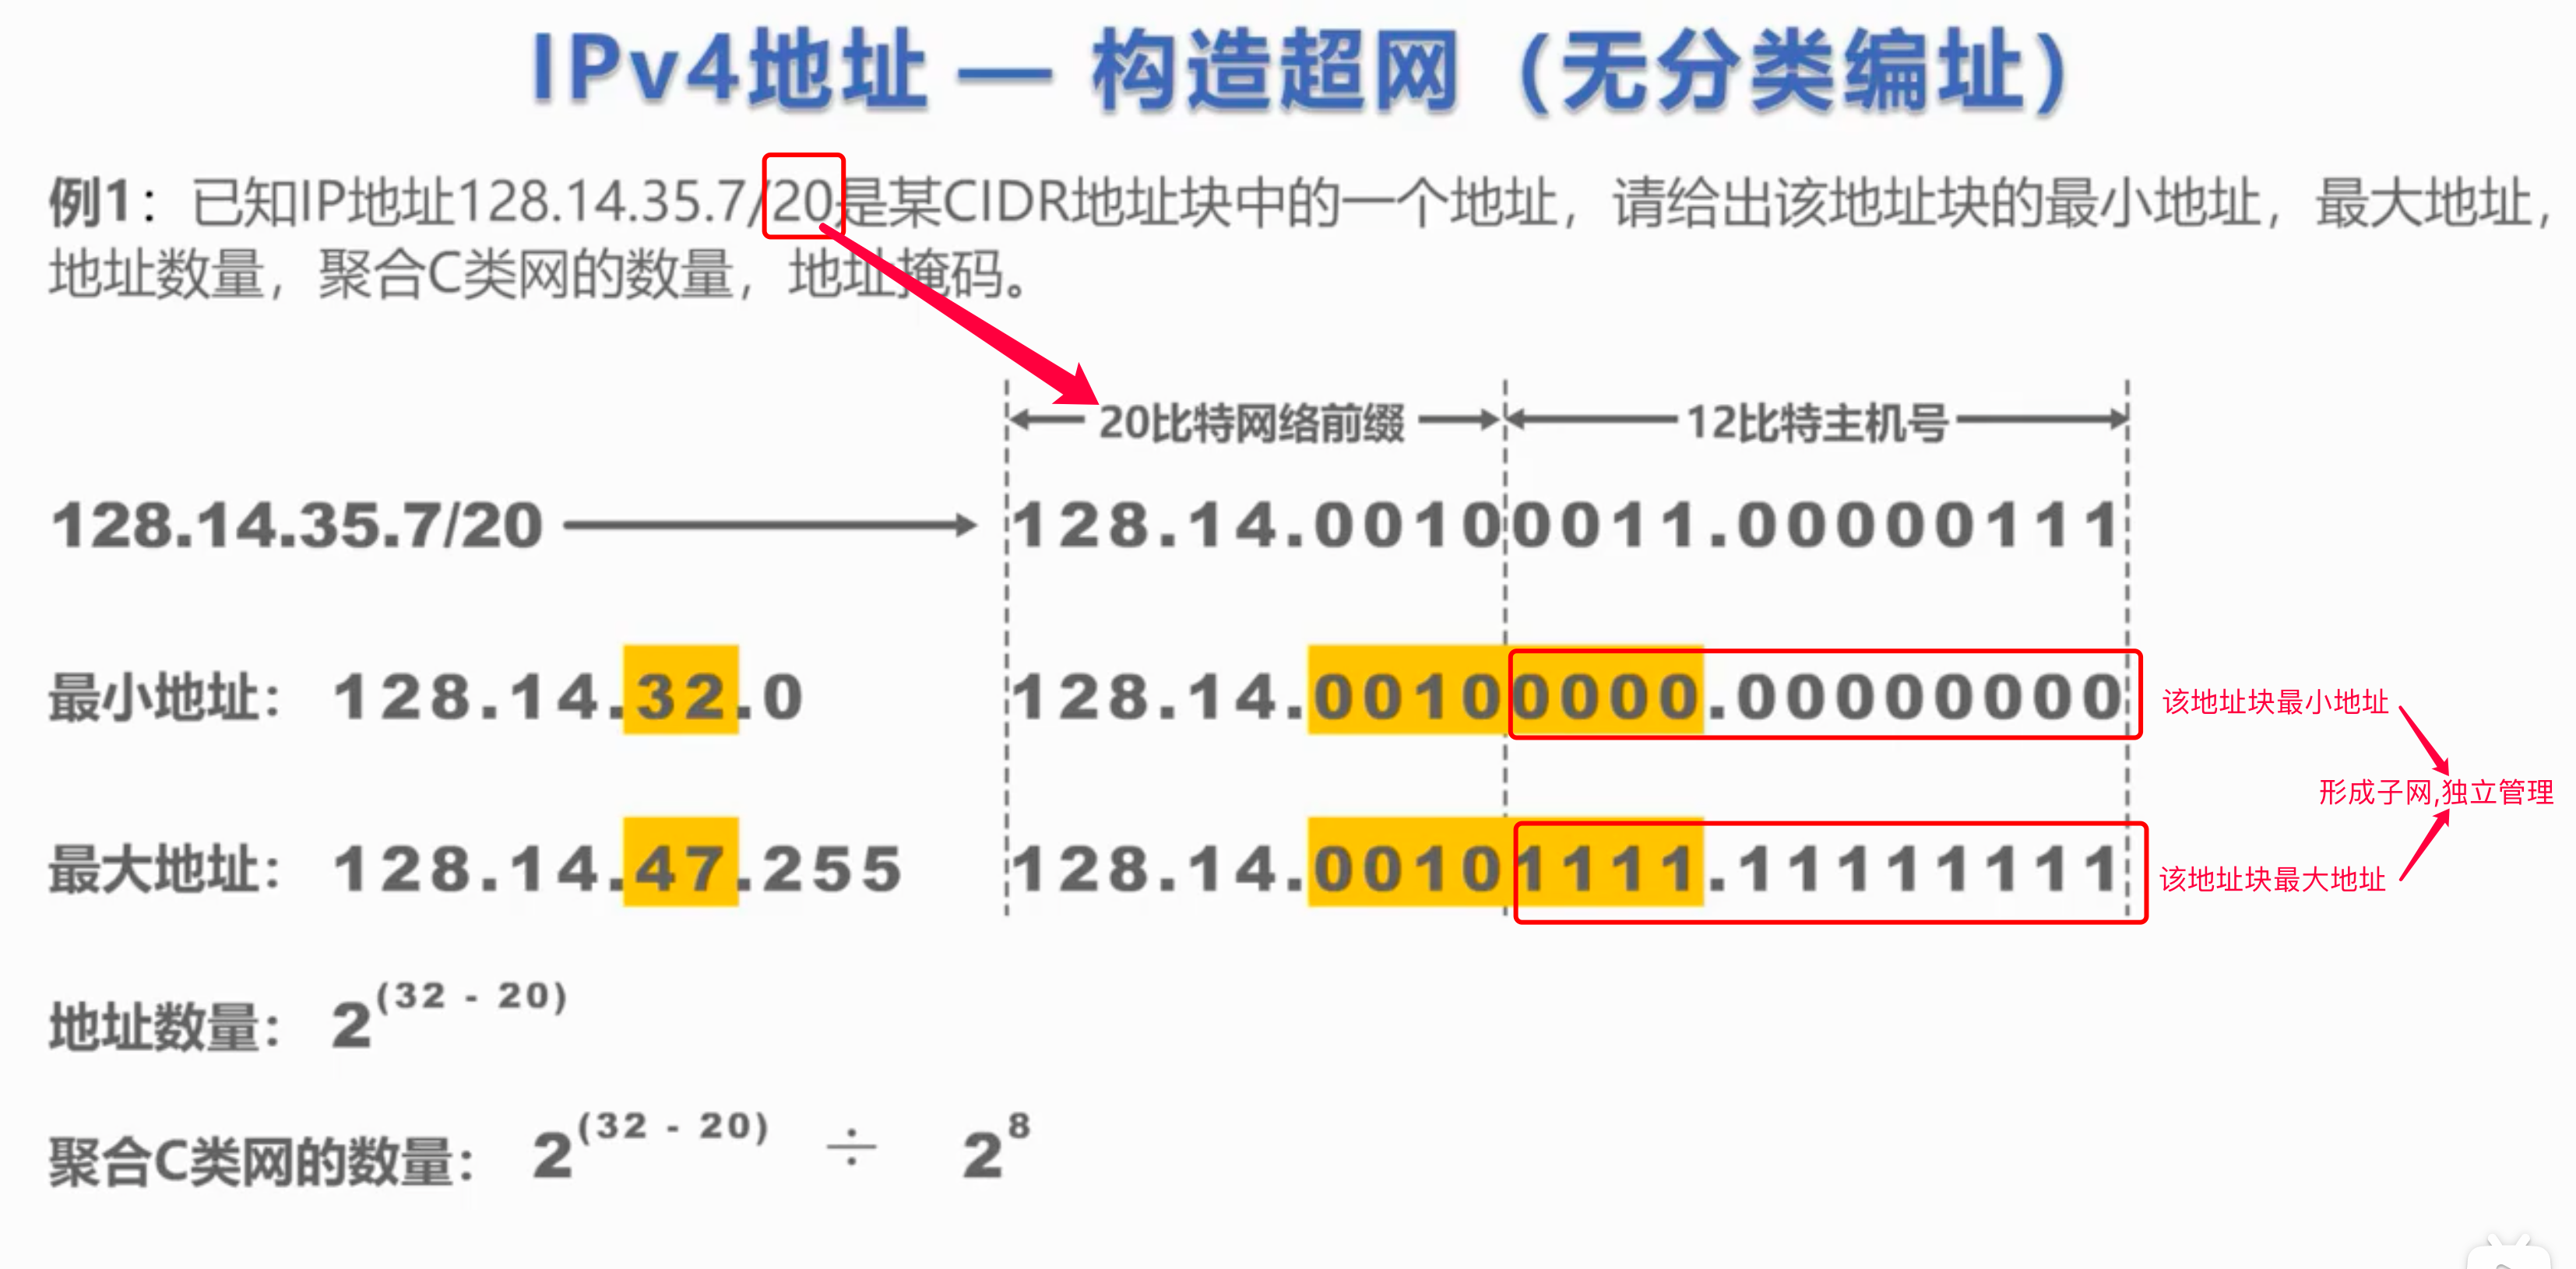 IPv4地址 — 构造超网（无分类编址）
例1：已知IP地址128.14.35.7/20是某CIDR地址块中的一个地址，请给出该地址块的最小地址，最大地址，
地址数量，聚合C类网的数量，地址掩码。
20比特网络前缀 12比特主机号
128.14.35.7/20 128.14.00100011.00000111
最小地址： 128.14.32.0 128.14.00100000.00000000 该地址块最小地址
形成子网,独立管理
最大地址： 128.14.47.255 128.14.00101111.11111111 该地址块最大地址
地址数量： 2^(32 - 20)
聚合C类网的数量： 2^(32 - 20) ÷ 2^8